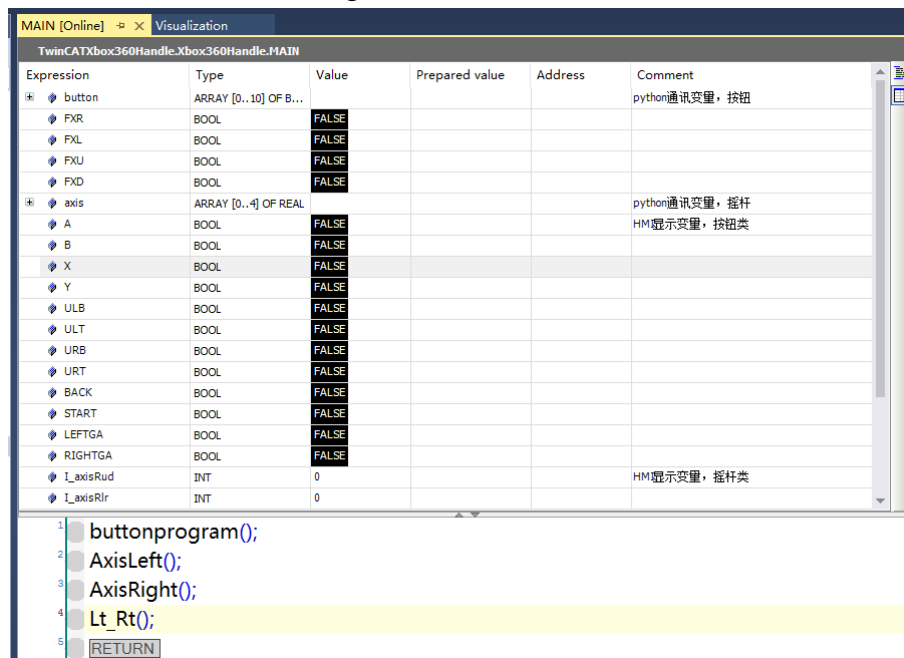 MAIN [Online] Visualization
TwinCATXbox360Handle.Xbox360Handle.MAIN
Expression Type Value Prepared value Address Comment
button ARRAY [0..10] OF B... python通讯变量，按钮
FXR BOOL FALSE
FXL BOOL FALSE
FXU BOOL FALSE
FXD BOOL FALSE
axis ARRAY [0..4] OF REAL python通讯变量，摇杆
A BOOL FALSE HMI显示变量，按钮类
B BOOL FALSE
X BOOL FALSE
Y BOOL FALSE
ULB BOOL FALSE
ULT BOOL FALSE
URB BOOL FALSE
URT BOOL FALSE
BACK BOOL FALSE
START BOOL FALSE
LEFTGA BOOL FALSE
RIGHTGA BOOL FALSE
I_axisRud INT 0 HMI显示变量，摇杆类
I_axisRlr INT 0
1 buttonprogram();
2 AxisLeft();
3 AxisRight();
4 Lt_Rt();
5 RETURN